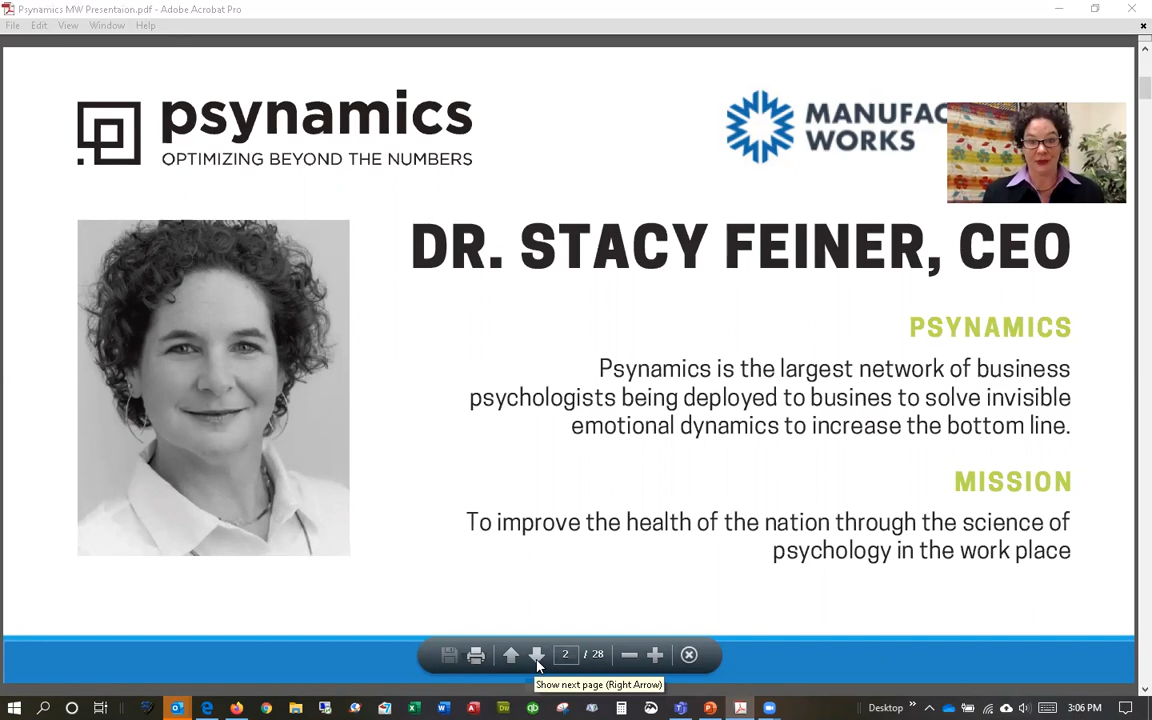 Psynamics MW Presentaion.pdf - Adobe Acrobat Pro
File Edit View Window Help
psynamics
OPTIMIZING BEYOND THE NUMBERS
WORKS
DR. STACY FEINER, CEO
PSYNAMICS
Psynamics is the largest network of business
psychologists being deployed to busines to solve invisible
emotional dynamics to increase the bottom line.
MISSION
To improve the health of the nation through the science of
psychology in the work place
2 / 28
Show next page (Right Arrow)
Desktop
3:06 PM